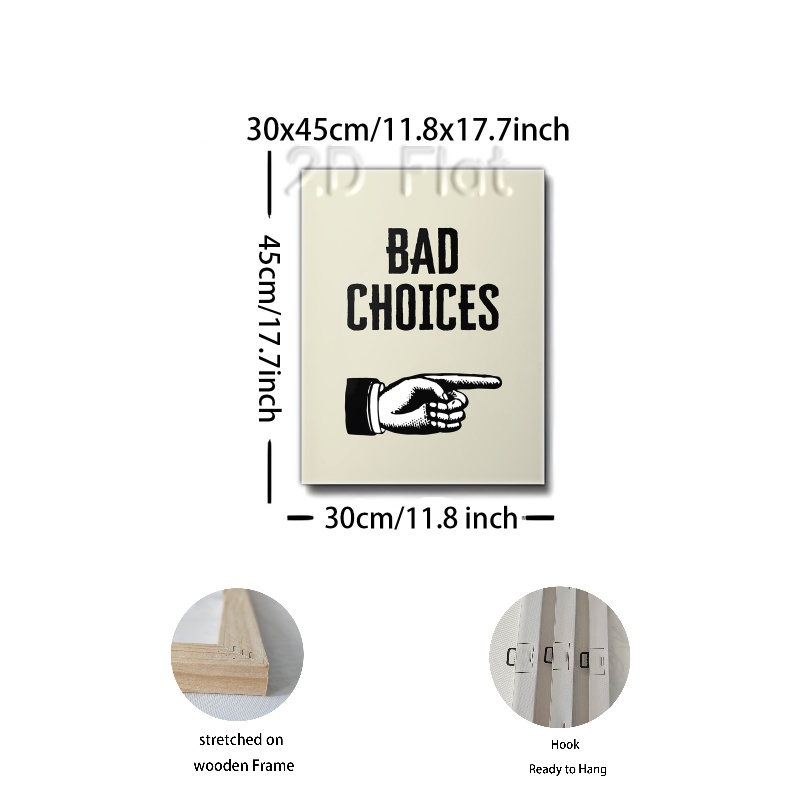 30x45cm/11.8x17.7inch
2D Flat
45cm/17.7inch
BAD
CHOICES
30cm/11.8 inch
stretched on
wooden Frame
Hook
Ready to Hang